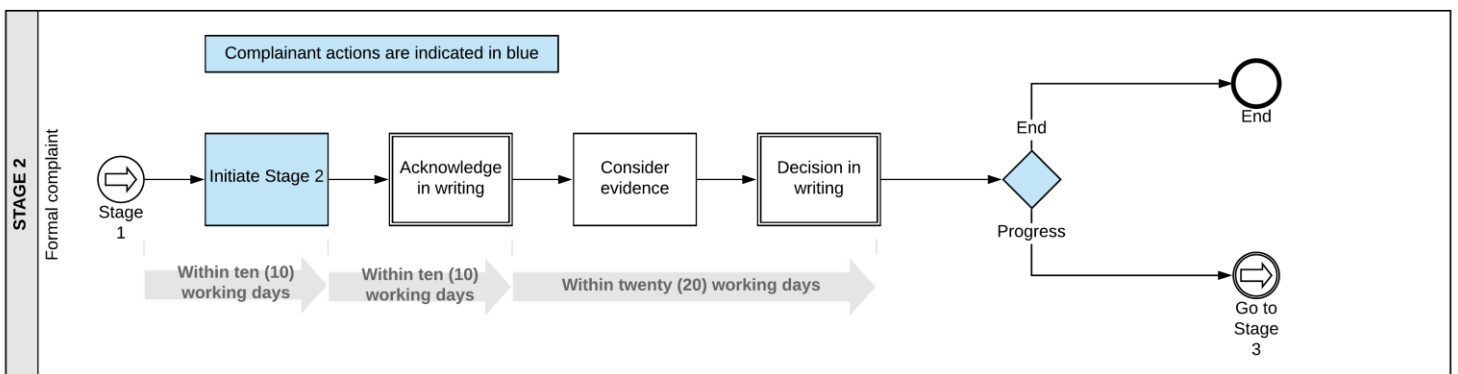 STAGE 2
Formal complaint
Complainant actions are indicated in blue
Stage
1
Initiate Stage 2
Acknowledge
in writing
Consider
evidence
Decision in
writing
End
Progress
End
Go to
Stage
3
Within ten (10)
working days
Within ten (10)
working days
Within twenty (20) working days